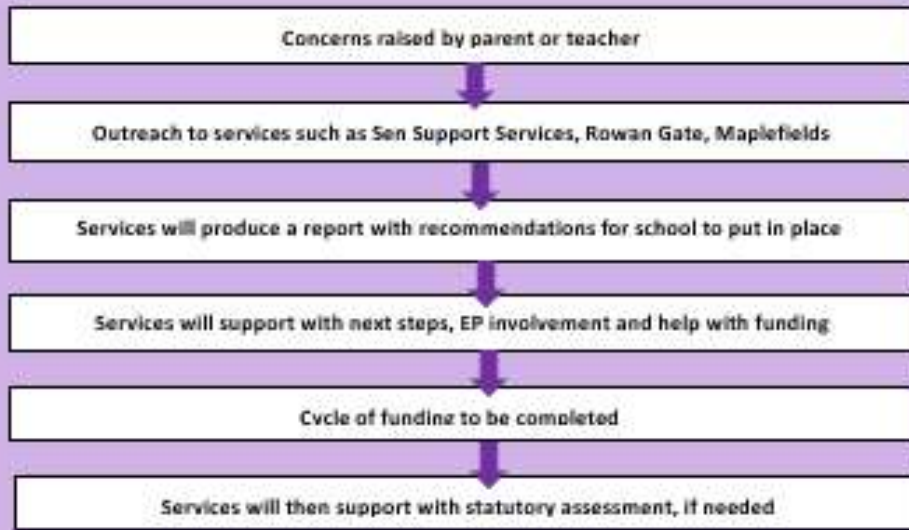 Concerns raised by parent or teacher
Outreach to services such as Sen Support Services, Rowan Gate, Maplefields
Services will produce a report with recommendations for school to put in place
Services will support with next steps, EP involvement and help with funding
Cycle of funding to be completed
Services will then support with statutory assessment, if needed